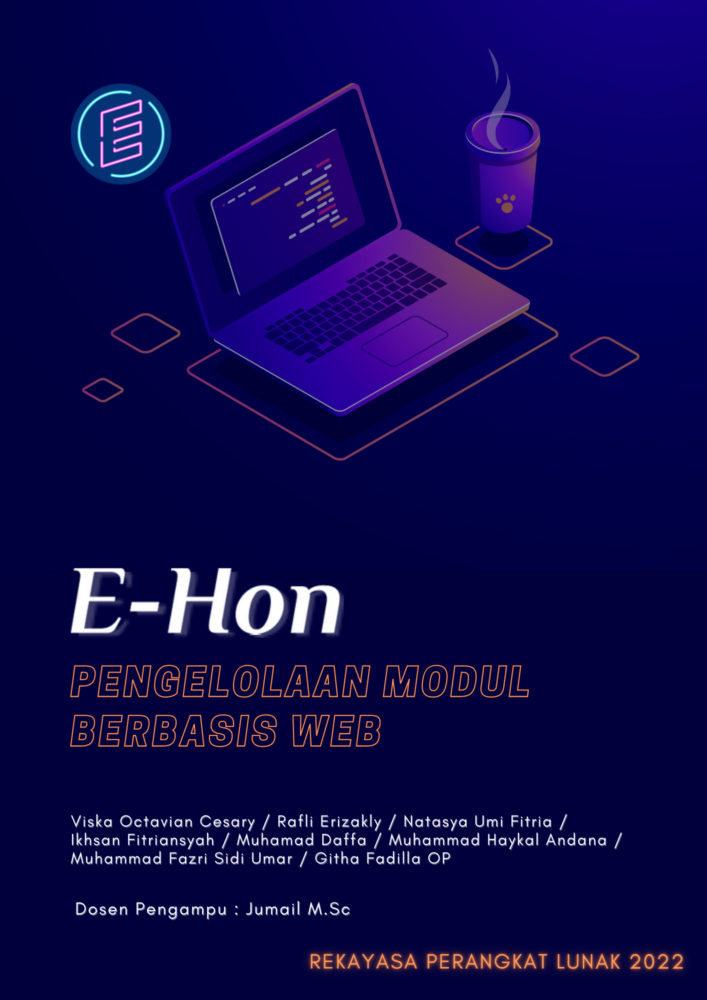 E
E-Hon
PENGELOLAAN MODUL
BERBASIS WEB
Viska Octavian Cesary / Rafli Erizakly / Natasya Umi Fitria /
Ikhsan Fitriansyah / Muhamad Daffa / Muhammad Haykal Andana /
Muhammad Fazri Sidi Umar / Githa Fadilla OP
Dosen Pengampu : Jumail M.Sc
REKAYASA PERANGKAT LUNAK 2022